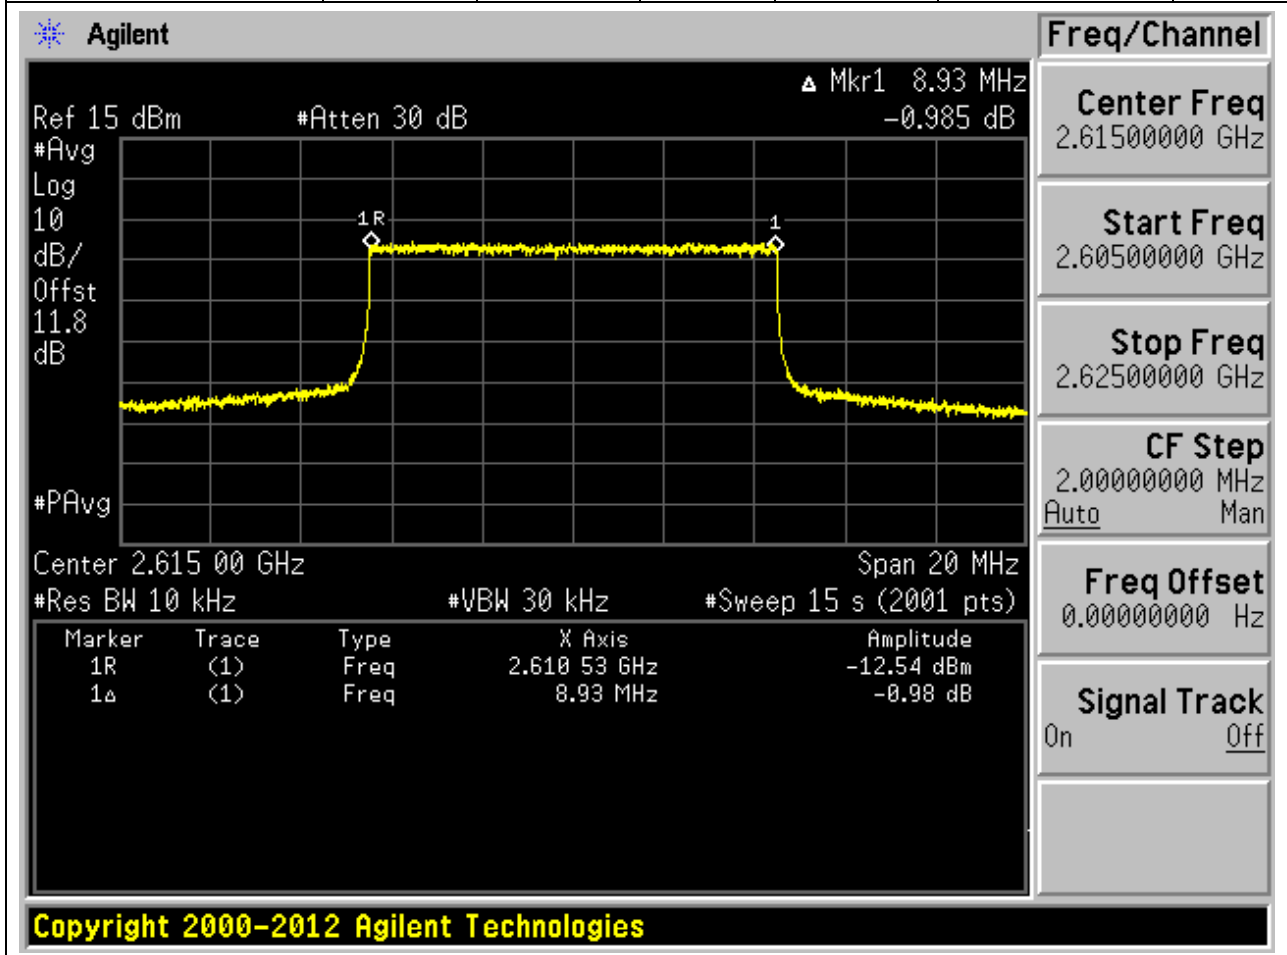 Agilent
Freq/Channel
Δ Mkr1 8.93 MHz
Ref 15 dBm #Atten 30 dB -0.985 dB
#Avg
Log
10
dB/
Offst
11.8
dB
1R
1
#PAvg
Center 2.615 00 GHz Span 20 MHz
#Res BW 10 kHz #VBW 30 kHz #Sweep 15 s (2001 pts)
Marker Trace Type X Axis Amplitude
1R (1) Freq 2.610 53 GHz -12.54 dBm
1Δ (1) Freq 8.93 MHz -0.98 dB
Center Freq
2.61500000 GHz
Start Freq
2.60500000 GHz
Stop Freq
2.62500000 GHz
CF Step
2.00000000 MHz
Auto Man
Freq Offset
0.00000000 Hz
Signal Track
On Off
Copyright 2000-2012 Agilent Technologies